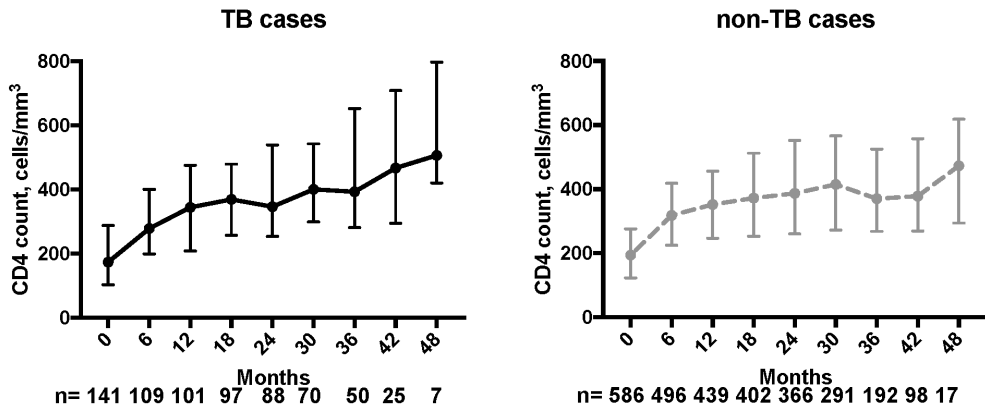 TB cases
CD4 count, cells/mm³
800
600
400
200
0
0 6 12 18 24 30 36 42 48
Months
n= 141 109 101 97 88 70 50 25 7
non-TB cases
CD4 count, cells/mm³
800
600
400
200
0
0 6 12 18 24 30 36 42 48
Months
n= 586 496 439 402 366 291 192 98 17